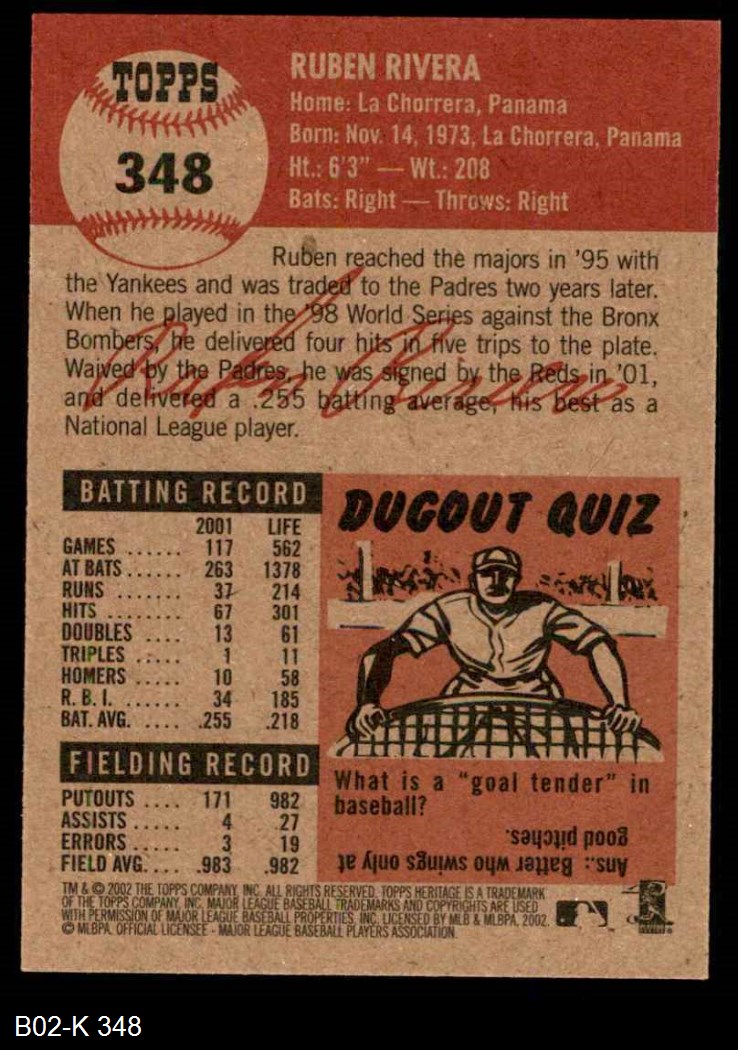 TOPPS
348
RUBEN RIVERA
Home: La Chorrera, Panama
Born: Nov. 14, 1973, La Chorrera, Panama
Ht.: 6'3" — Wt.: 208
Bats: Right — Throws: Right
Ruben reached the majors in '95 with
the Yankees and was traded to the Padres two years later.
When he played in the '98 World Series against the Bronx
Bombers, he delivered four hits in five trips to the plate.
Waived by the Padres, he was signed by the Reds in '01,
and delivered a .255 batting average, his best as a
National League player.
Ruben Rivera
BATTING RECORD
2001 LIFE
GAMES ...... 117 562
AT BATS ...... 263 1378
RUNS ....... 37 214
HITS ....... 67 301
DOUBLES .... 13 61
TRIPLES ..... 1 11
HOMERS ..... 10 58
R. B. I. ...... 34 185
BAT. AVG. .... .255 .218
FIELDING RECORD
PUTOUTS .... 171 982
ASSISTS ..... 4 27
ERRORS ..... 3 19
FIELD AVG. ... .983 .982
DUGOUT QUIZ
What is a "goal tender" in
baseball?
Ans.: Batter who swings only at
good pitches.
TM & © 2002 THE TOPPS COMPANY, INC. ALL RIGHTS RESERVED. TOPPS HERITAGE IS A TRADEMARK
OF THE TOPPS COMPANY, INC. MAJOR LEAGUE BASEBALL TRADEMARKS AND COPYRIGHTS ARE USED
WITH PERMISSION OF MAJOR LEAGUE BASEBALL PROPERTIES, INC. LICENSED BY MLB & MLBPA, 2002.
© MLBPA. OFFICIAL LICENSEE - MAJOR LEAGUE BASEBALL PLAYERS ASSOCIATION.
B02-K 348